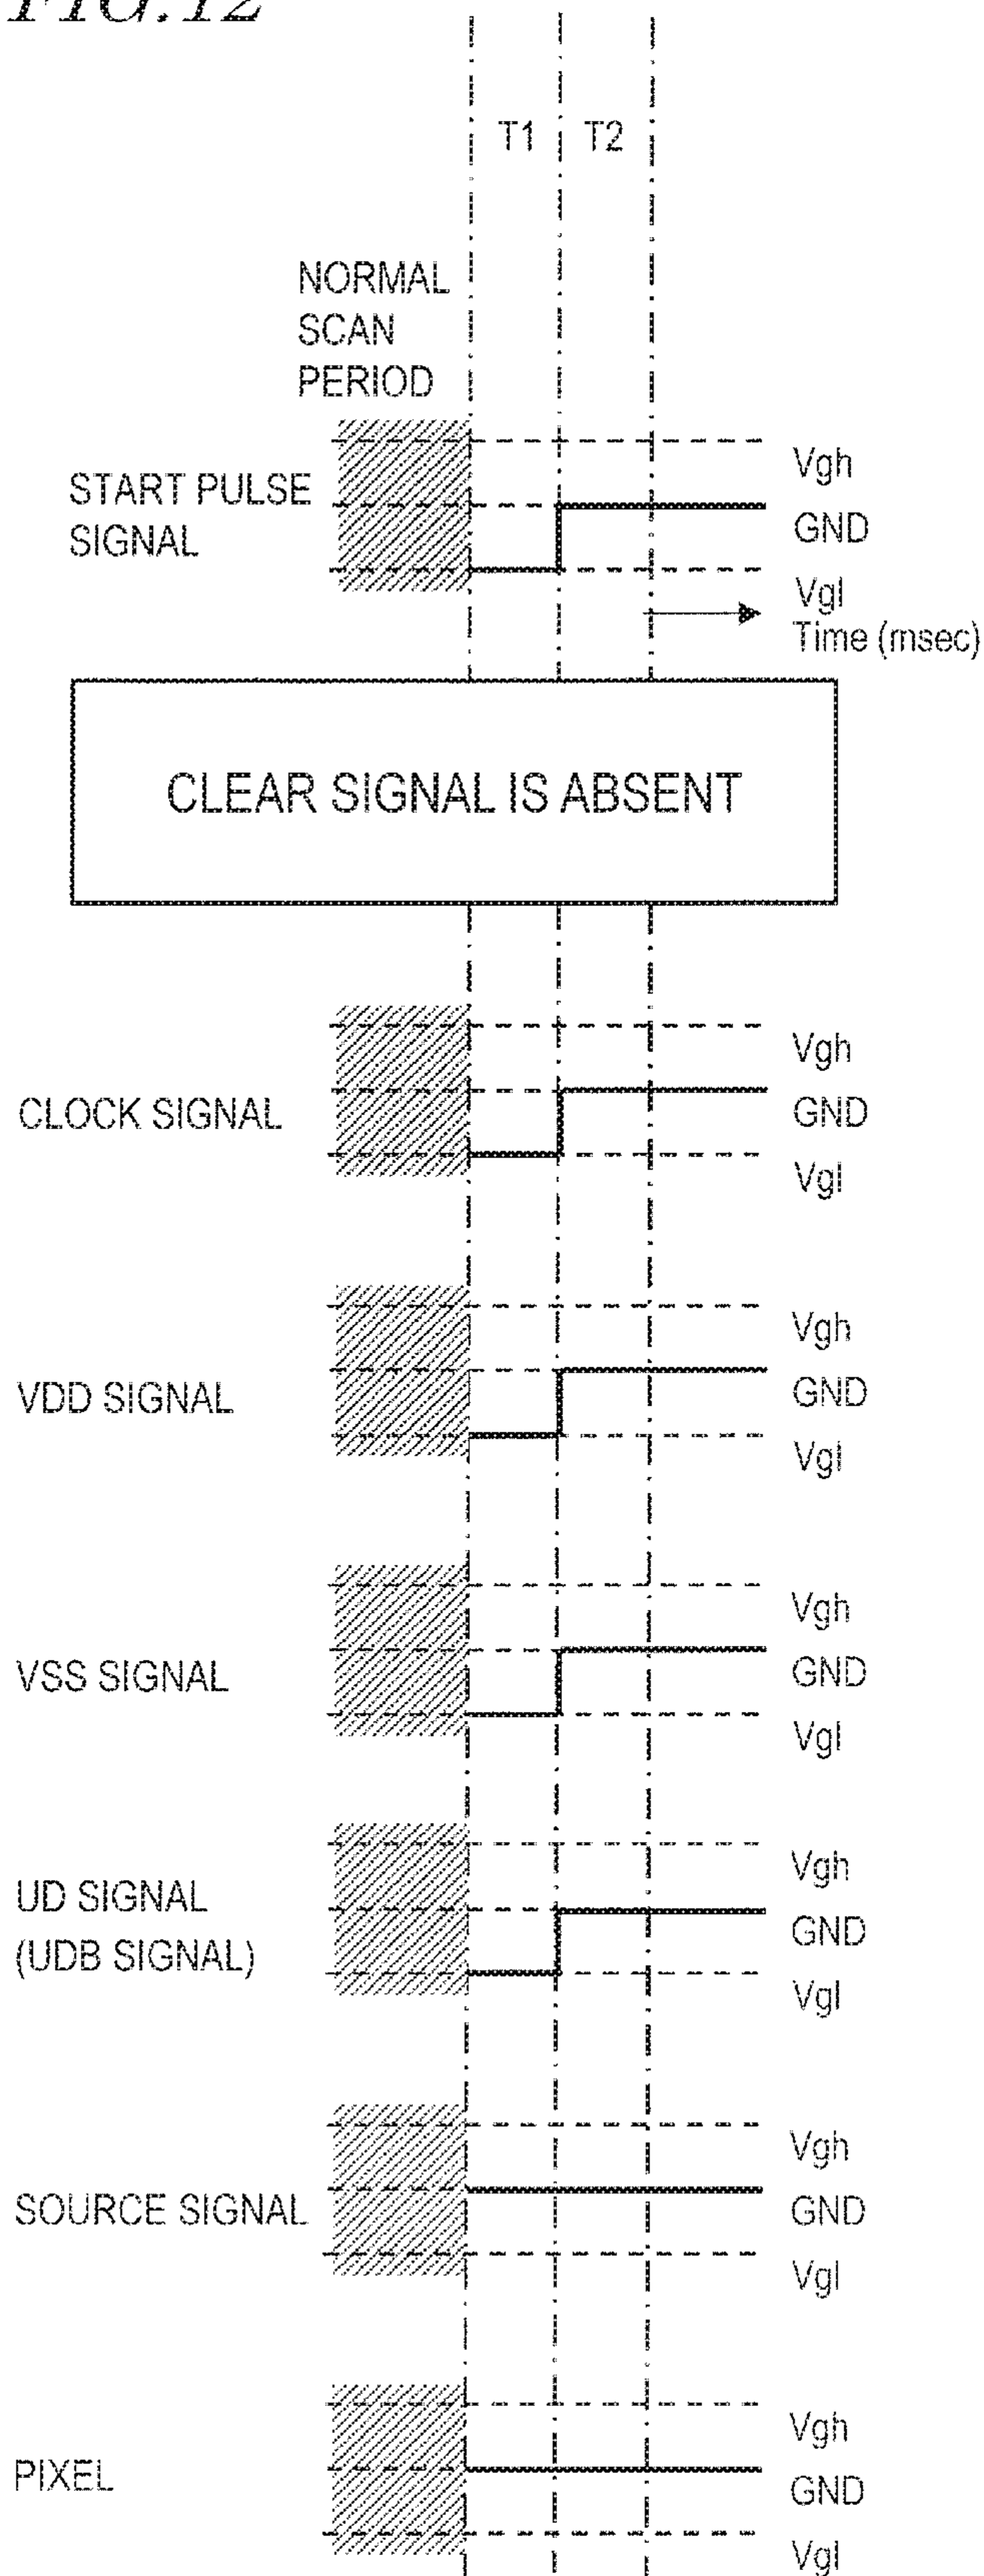 FIG.12
T1 T2
NORMAL
SCAN
PERIOD
START PULSE
SIGNAL
Vgh
GND
Vgl
Time (msec)
CLEAR SIGNAL IS ABSENT
CLOCK SIGNAL
Vgh
GND
Vgl
VDD SIGNAL
Vgh
GND
Vgl
VSS SIGNAL
Vgh
GND
Vgl
UD SIGNAL
(UDB SIGNAL)
Vgh
GND
Vgl
SOURCE SIGNAL
Vgh
GND
Vgl
PIXEL
Vgh
GND
Vgl